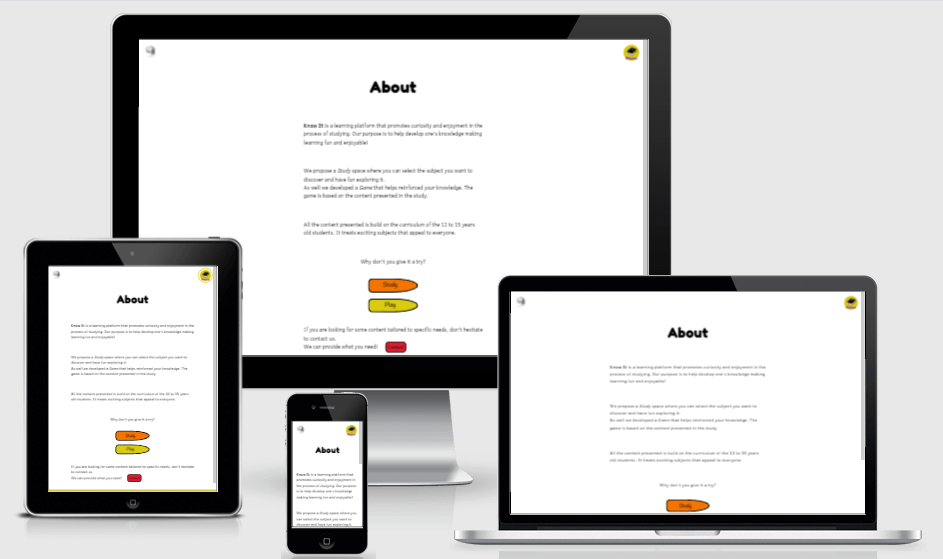 About
Know It is a learning platform that promotes curiosity and enjoyment in the
process of studying. Our purpose is to help develop one's knowledge making
learning fun and enjoyable!
We propose a Study space where you can select the subject you want to
discover and have fun exploring it.
As well we developed a Game that helps reinforced your knowledge. The
game is based on the content presented in the study.
All the content presented is build on the curriculum of the 12 to 15 years
old students. It treats exciting subjects that appeal to everyone.
Why don't you give it a try?
Study
Play
If you are looking for some content tailored to specific needs, don't hesitate
to contact us.
We can provide what you need!
About
Know It is a learning platform that promotes curiosity and enjoyment in the
process of studying. Our purpose is to help develop one's knowledge making
learning fun and enjoyable!
We propose a Study space where you can select the subject you want to
discover and have fun exploring it.
As well we developed a Game that helps reinforced your knowledge. The
game is based on the content presented in the study.
All the content presented is build on the curriculum of the 12 to 15 years
old students. It treats exciting subjects that appeal to everyone.
Why don't you give it a try?
Study
Play
If you are looking for some content tailored to specific needs, don't hesitate
to contact us.
We can provide what you need!
About
Know It is a learning platform that
promotes curiosity and enjoyment in
the process of studying. Our purpose
is to help develop one's knowledge
making learning fun and enjoyable!
We propose a Study space where you
can select the subject you want to
discover and have fun exploring it.
About
Know It is a learning platform that promotes curiosity and enjoyment in the
process of studying. Our purpose is to help develop one's knowledge making
learning fun and enjoyable!
We propose a Study space where you can select the subject you want to
discover and have fun exploring it.
As well we developed a Game that helps reinforced your knowledge. The
game is based on the content presented in the study.
All the content presented is build on the curriculum of the 12 to 15 years
old students. It treats exciting subjects that appeal to everyone.
Why don't you give it a try?
Study